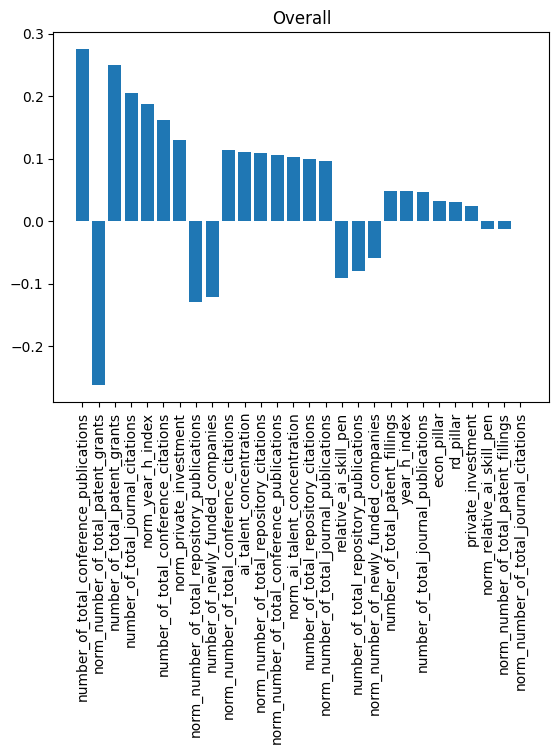 Overall
0.3
0.2
0.1
0.0
−0.1
−0.2
number_of_total_conference_publications
norm_number_of_total_patent_grants
number_of_total_patent_grants
number_of_total_journal_citations
norm_year_h_index
number_of_total_conference_citations
norm_private_investment
norm_number_of_total_repository_publications
number_of_newly_funded_companies
norm_number_of_total_conference_citations
ai_talent_concentration
norm_number_of_total_repository_citations
norm_number_of_total_conference_publications
norm_ai_talent_concentration
number_of_total_repository_citations
norm_number_of_total_journal_publications
relative_ai_skill_pen
number_of_total_repository_publications
norm_number_of_newly_funded_companies
number_of_total_patent_fillings
year_h_index
number_of_total_journal_publications
econ_pillar
rd_pillar
private_investment
norm_relative_ai_skill_pen
norm_number_of_total_patent_fillings
norm_number_of_total_journal_citations